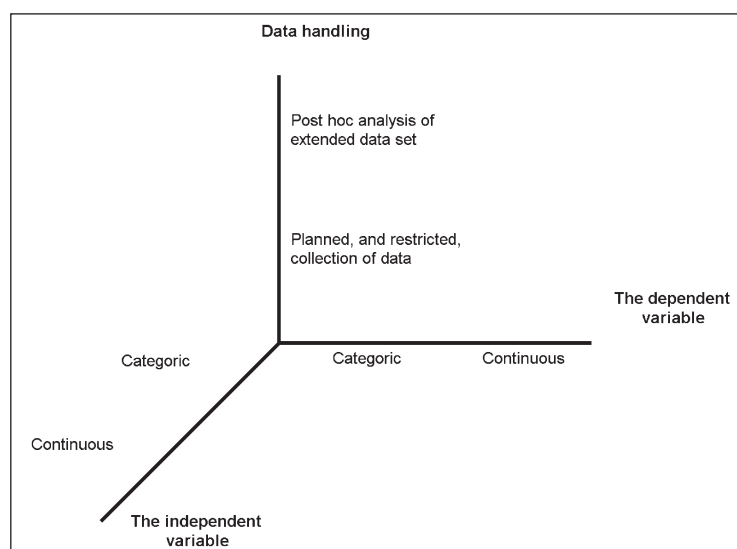 Data handling
Post hoc analysis of
extended data set
Planned, and restricted,
collection of data
The dependent
variable
Categoric
Categoric
Continuous
Continuous
The independent
variable